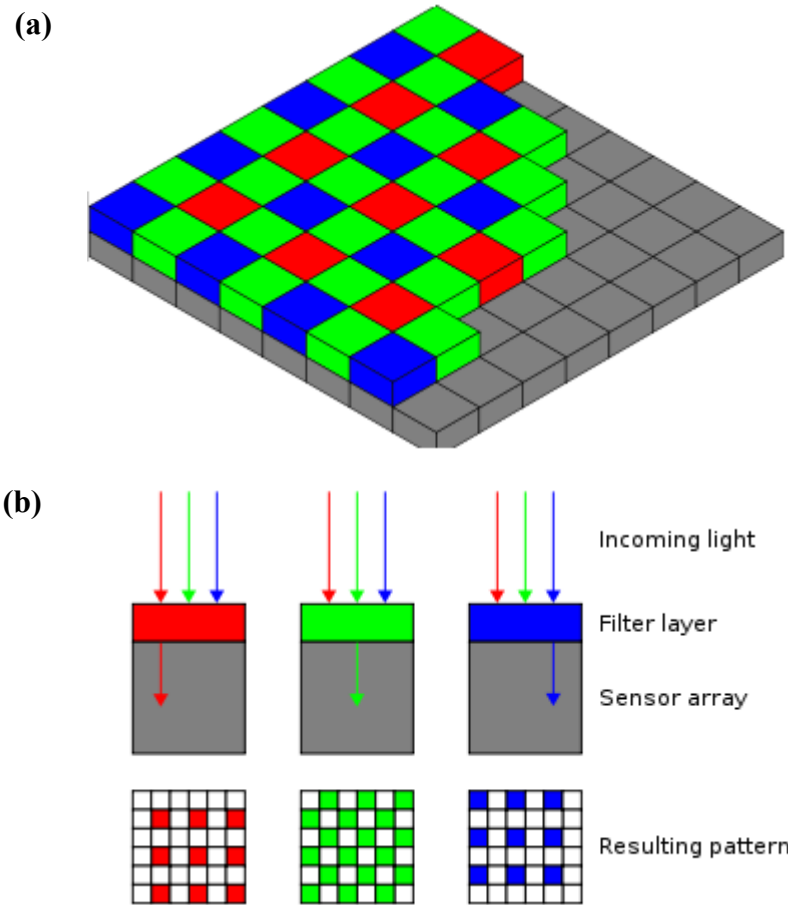 (a)
(b)
Incoming light
Filter layer
Sensor array
Resulting pattern